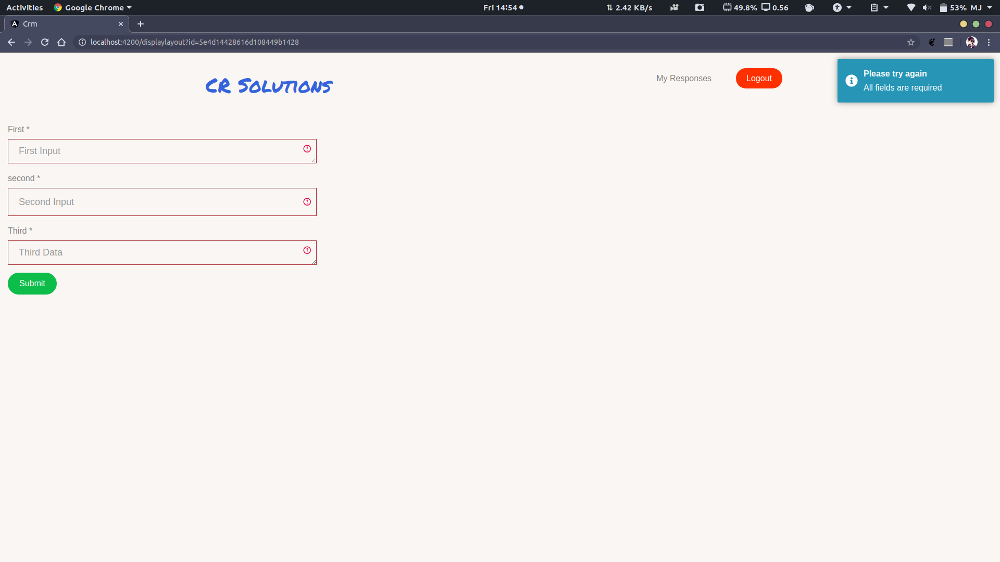 Activities Google Chrome Fri 14:54 2.42 KB/s 49.8% 0.56 53% MJ
Crm
localhost:4200/displaylayout?id=5e4d14428616d108449b1428
CR Solutions
My Responses
Logout
Please try again
All fields are required
First *
First Input
second *
Second Input
Third *
Third Data
Submit